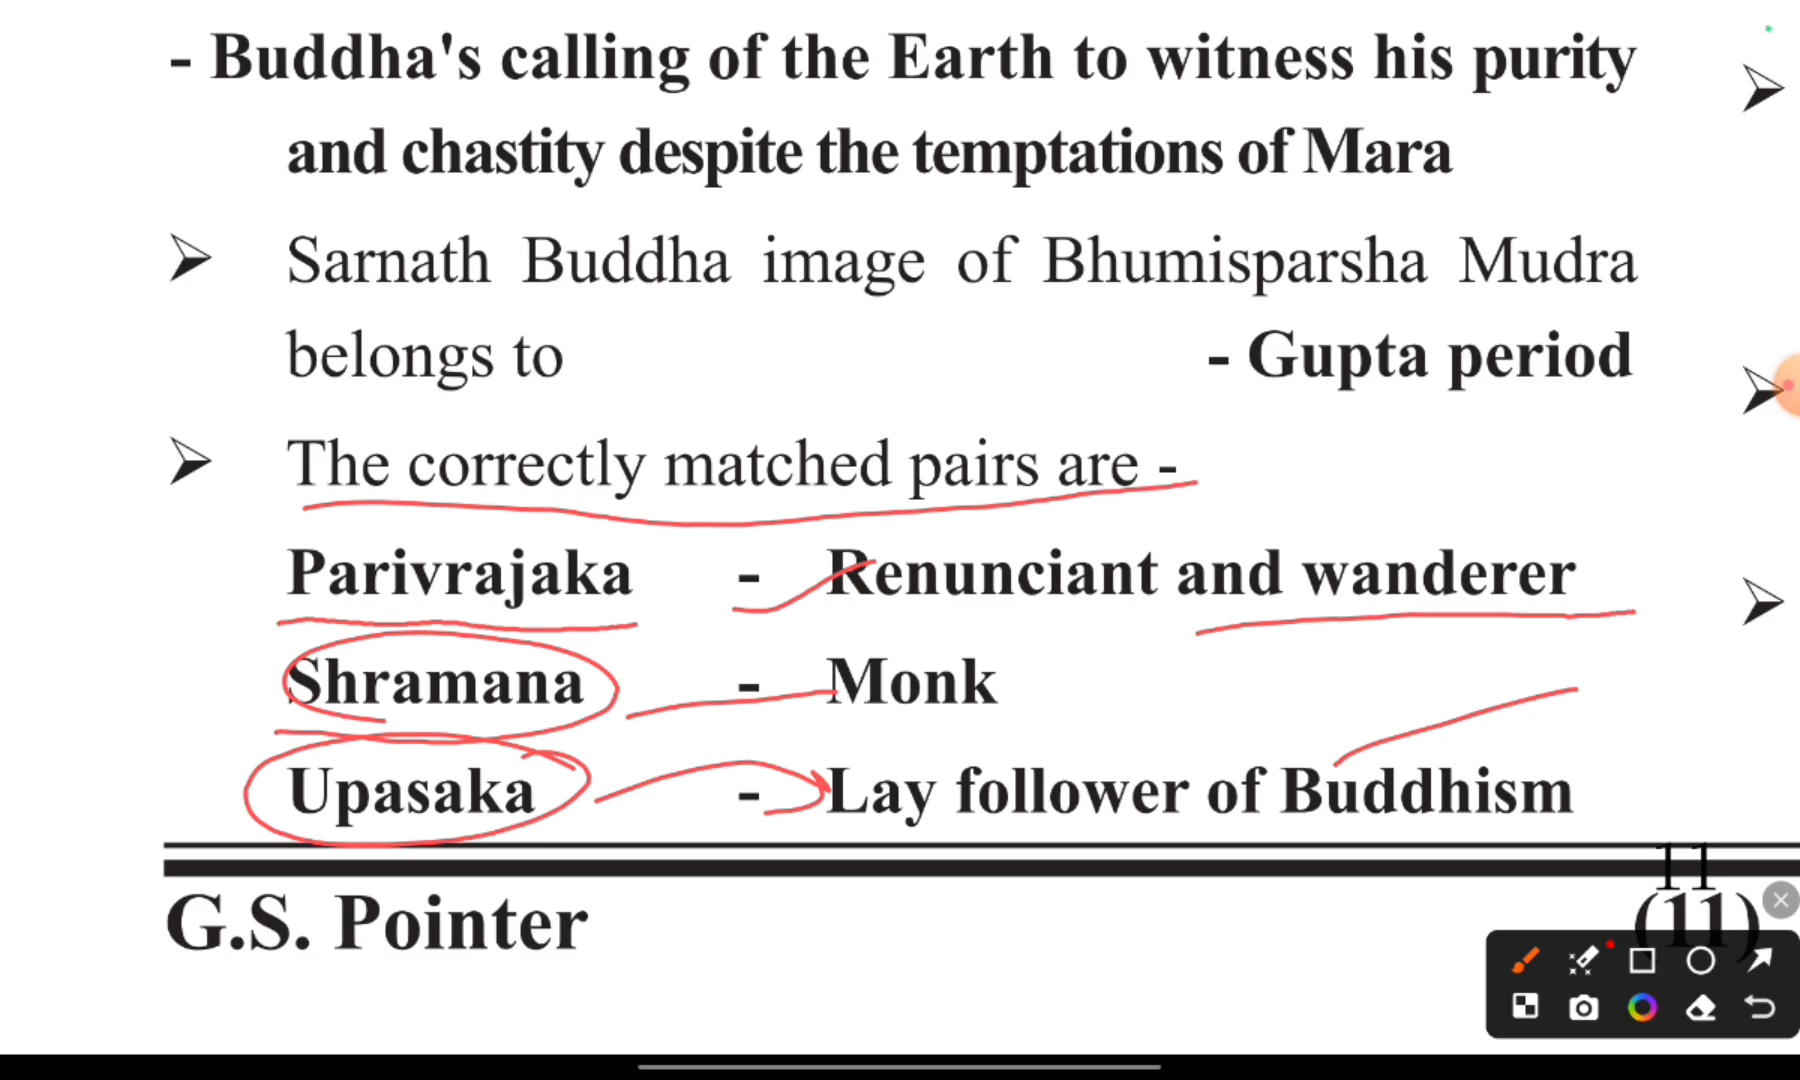 - Buddha's calling of the Earth to witness his purity
and chastity despite the temptations of Mara
➢ Sarnath Buddha image of Bhumisparsha Mudra
belongs to - Gupta period
➢ The correctly matched pairs are -
Parivrajaka - Renunciant and wanderer
Shramana - Monk
Upasaka - Lay follower of Buddhism
11
G.S. Pointer (11)